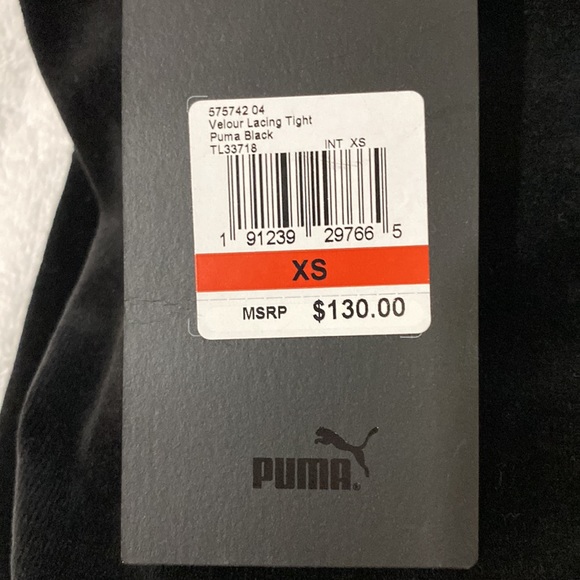 575742 04
Velour Lacing Tight
Puma Black
TL33718 INT XS
1 91239 29766 5
XS
MSRP $130.00
PUMA®